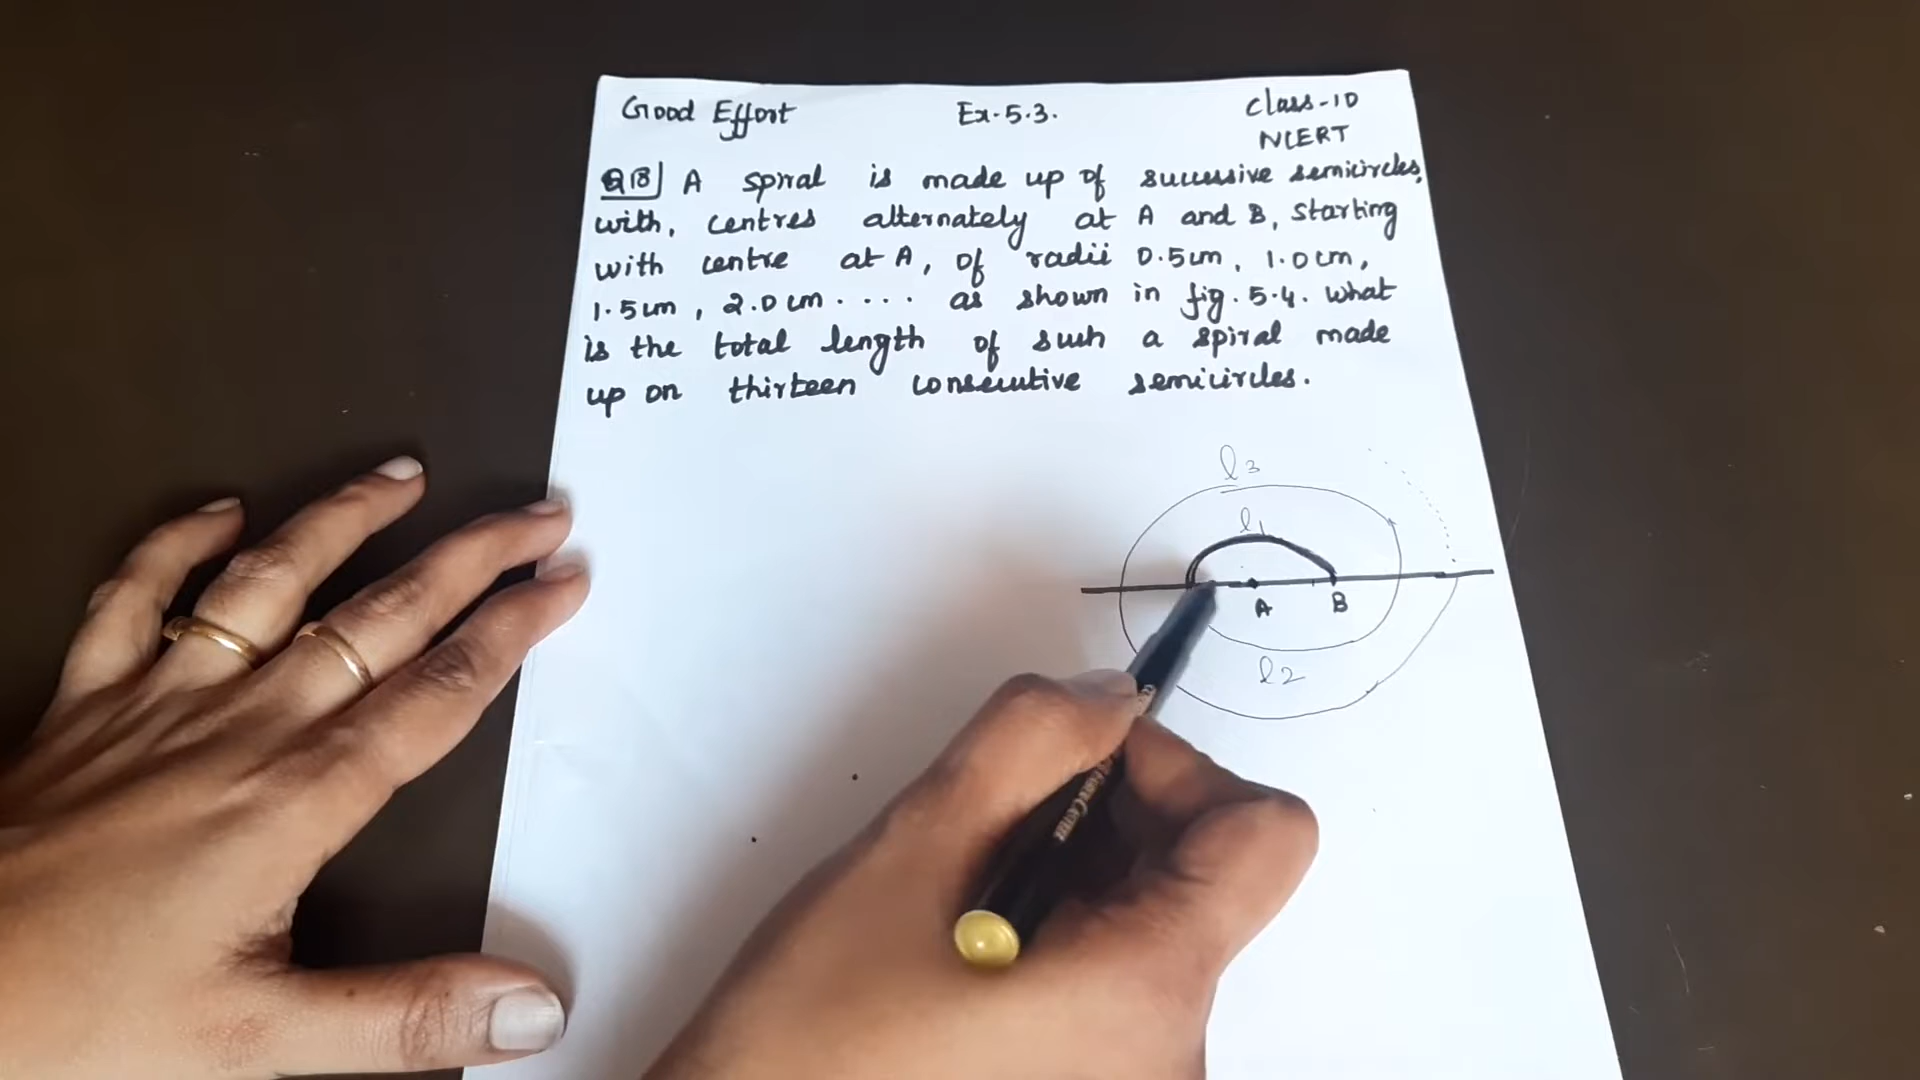 Good Effort Ex-5.3. Class-10
NCERT
Q18 A spiral is made up of successive semicircles,
with, centres alternately at A and B, starting
with centre at A, of radii 0.5cm, 1.0cm,
1.5cm, 2.0cm.... as shown in fig. 5.4. What
is the total length of such a spiral made
up on thirteen consecutive semicircles.
l3
l1
A B
l2